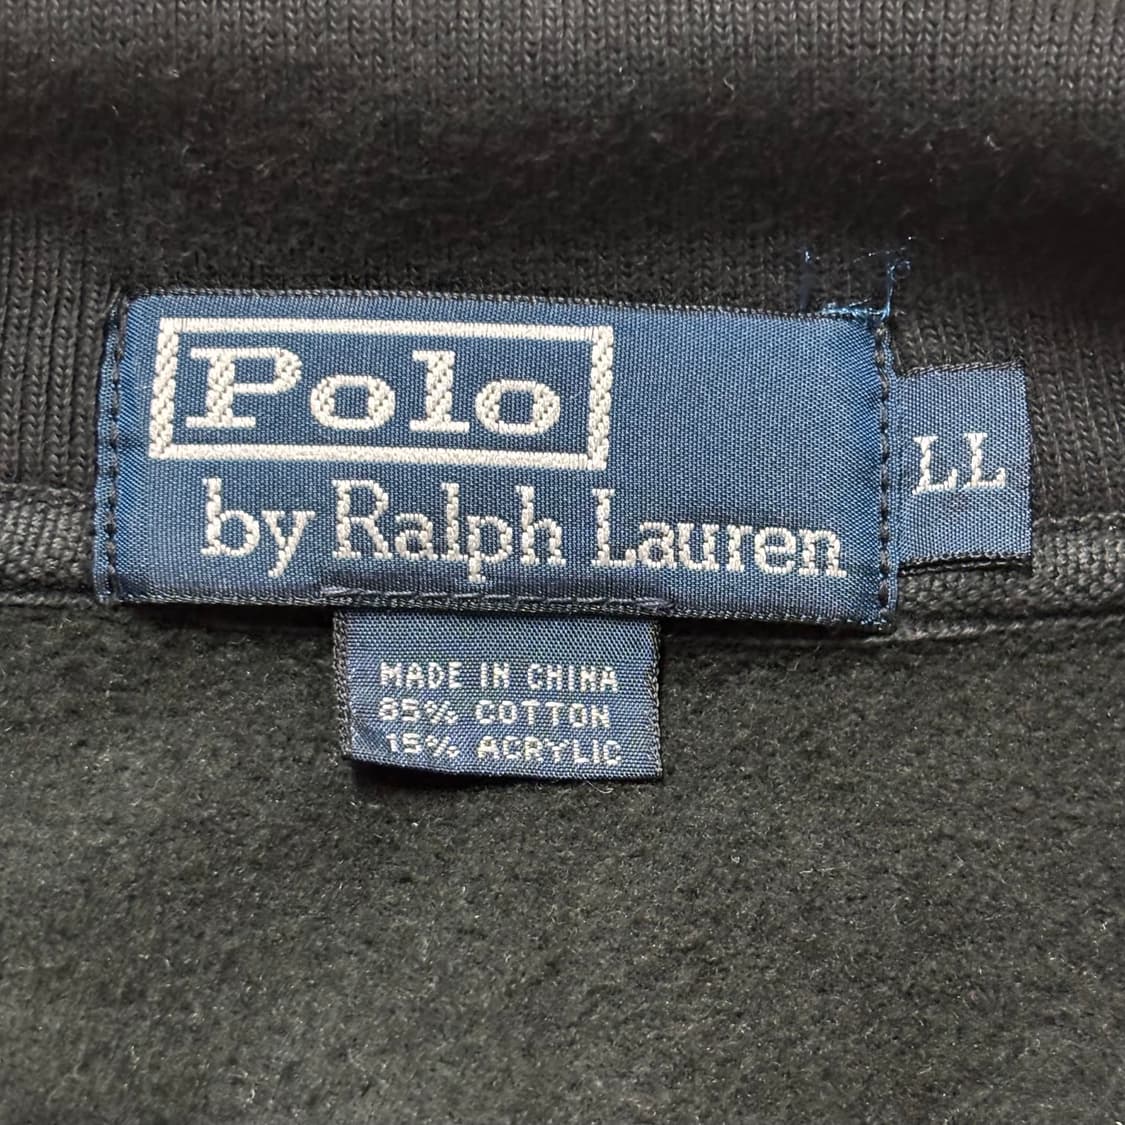 Polo
by Ralph Lauren
LL
MADE IN CHINA
85% COTTON
15% ACRYLIC